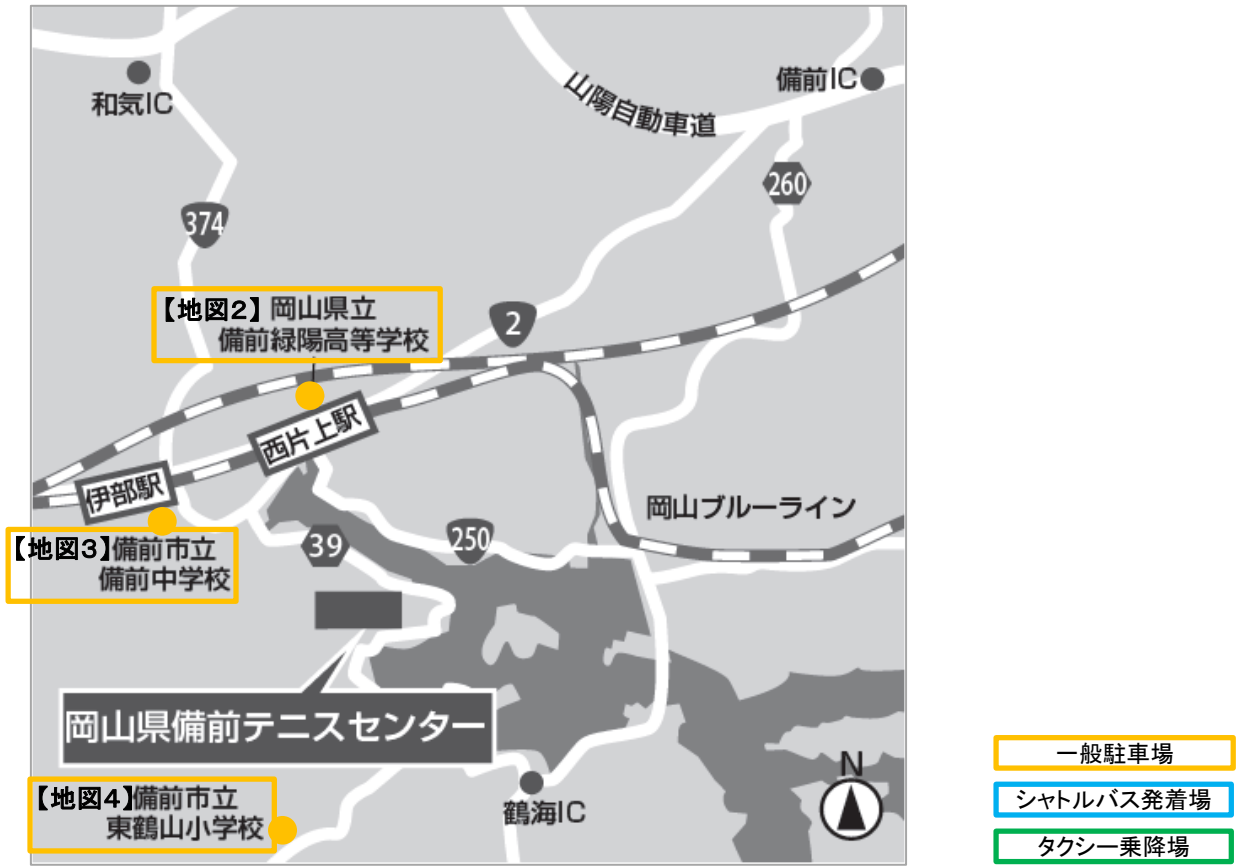 和気IC
山陽自動車道
備前IC
260
374
【地図2】岡山県立
備前緑陽高等学校
2
西片上駅
伊部駅
岡山ブルーライン
【地図3】備前市立
備前中学校
39
250
岡山県備前テニスセンター
【地図4】備前市立
東鶴山小学校
鶴海IC
N
一般駐車場
シャトルバス発着場
タクシー乗降場